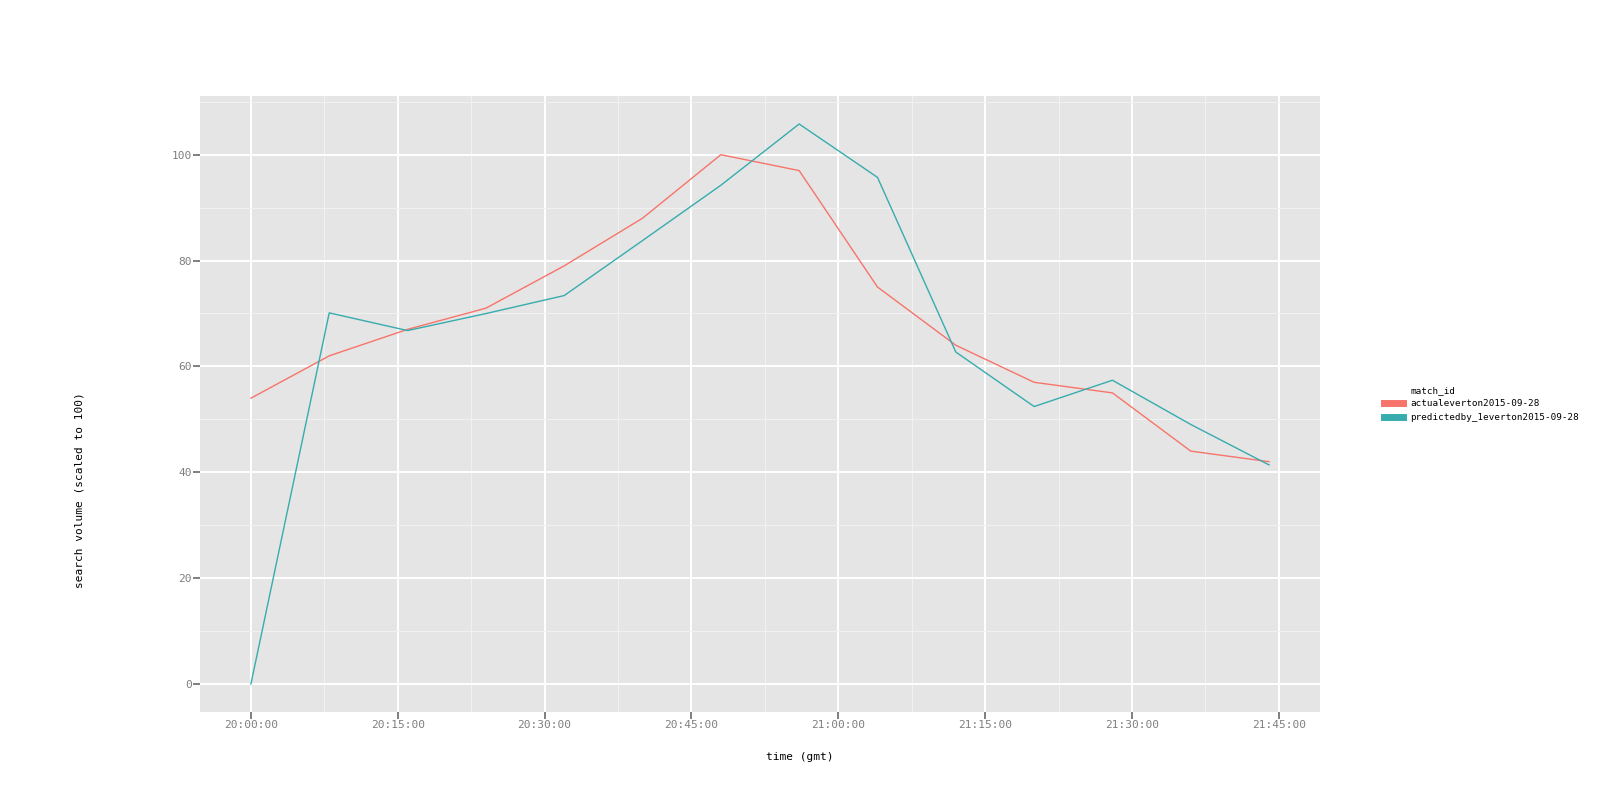 100
80
60
40
20
0
20:00:00 20:15:00 20:30:00 20:45:00 21:00:00 21:15:00 21:30:00 21:45:00
time (gmt)
search volume (scaled to 100)
match_id
actualeverton2015-09-28
predictedby_1everton2015-09-28